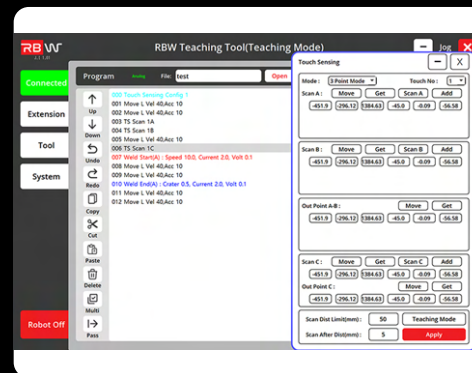 RBW
2.1 1.01
RBW Teaching Tool(Teaching Mode)
Jog
Connected
Extension
Tool
System
Robot Off
Program
Analog
File:
test
Open
Up
Down
Undo
Redo
Copy
Cut
Paste
Delete
Multi
Pass
000 Touch Sensing Config:1
001 Move L Vel 40,Acc 10
002 Move L Vel 40,Acc 10
003 TS Scan 1A
004 TS Scan 1B
005 Move L Vel 40,Acc 10
006 TS Scan 1C
007 Weld Start(A) : Speed 10.0, Current 2.0, Volt 0.1
008 Move L Vel 40,Acc 10
009 Move L Vel 40,Acc 10
010 Weld End(A) : Crater 0.5, Current 2.0, Volt 0.1
011 Move L Vel 40,Acc 10
012 Move L Vel 40,Acc 10
Touch Sensing
X
Mode : 3 Point Mode Touch No : 1
Scan A : Move Get Scan A Add
-451.9 -296.12 1384.63 -45.0 -0.09 -56.58
Scan B : Move Get Scan B Add
-451.9 -296.12 1384.63 -45.0 -0.09 -56.58
Out Point A-B : Move Get
-451.9 -296.12 1384.63 -45.0 -0.09 -56.58
Scan C : Move Get Scan C Add
-451.9 -296.12 1384.63 -45.0 -0.09 -56.58
Out Point C : Move Get
-451.9 -296.12 1384.63 -45.0 -0.09 -56.58
Scan Dist Limit(mm) : 50 Teaching Mode
Scan After Dist(mm) : 5 Apply